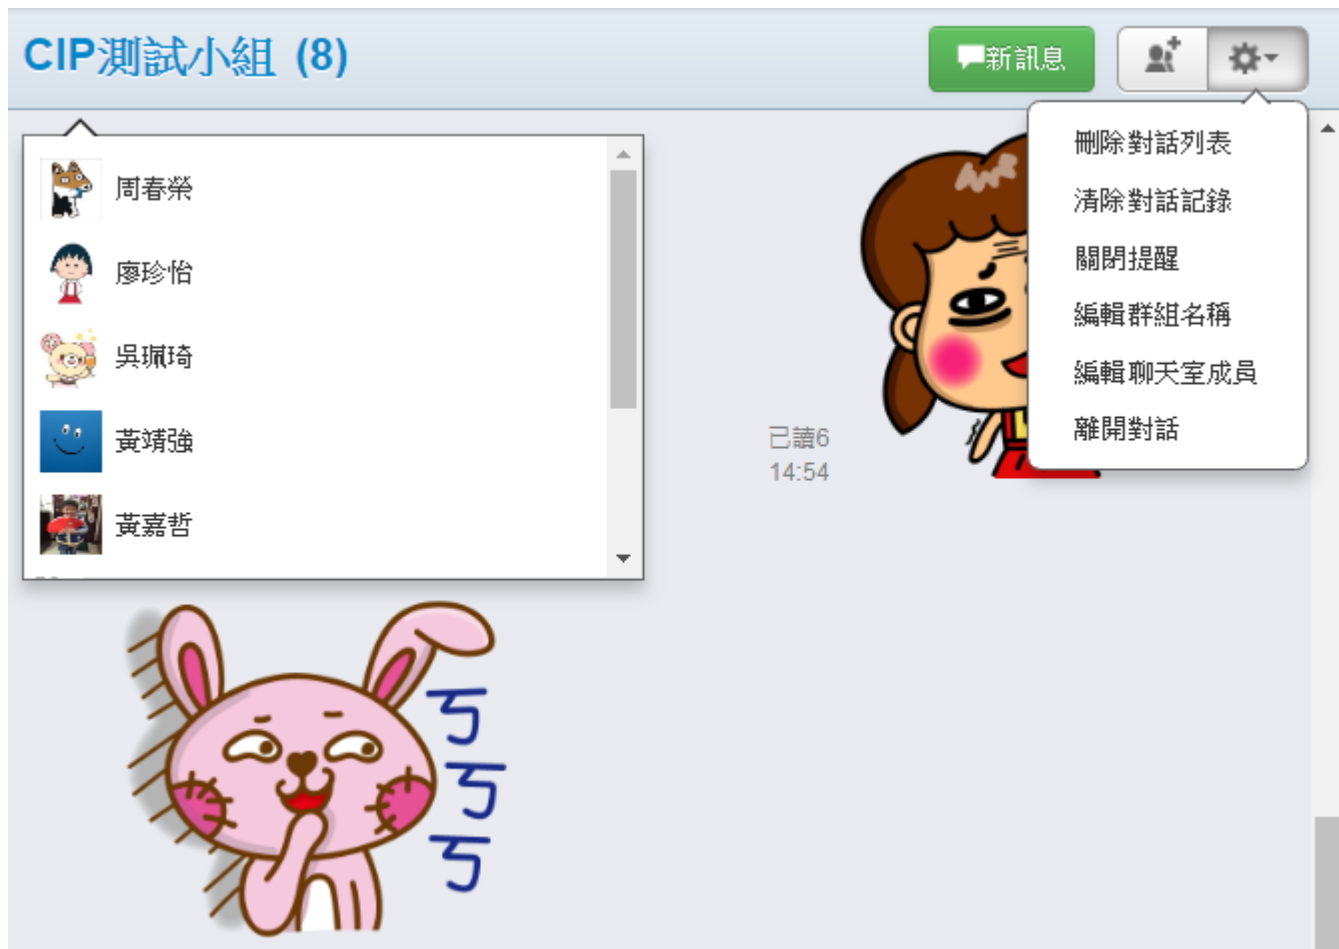 CIP測試小組 (8)
新訊息
刪除對話列表
清除對話記錄
關閉提醒
編輯群組名稱
編輯聊天室成員
離開對話
周春榮
廖珍怡
吳珮琦
黃靖強
黃嘉哲
已讀6
14:54
ㄎ
ㄎ
ㄎ